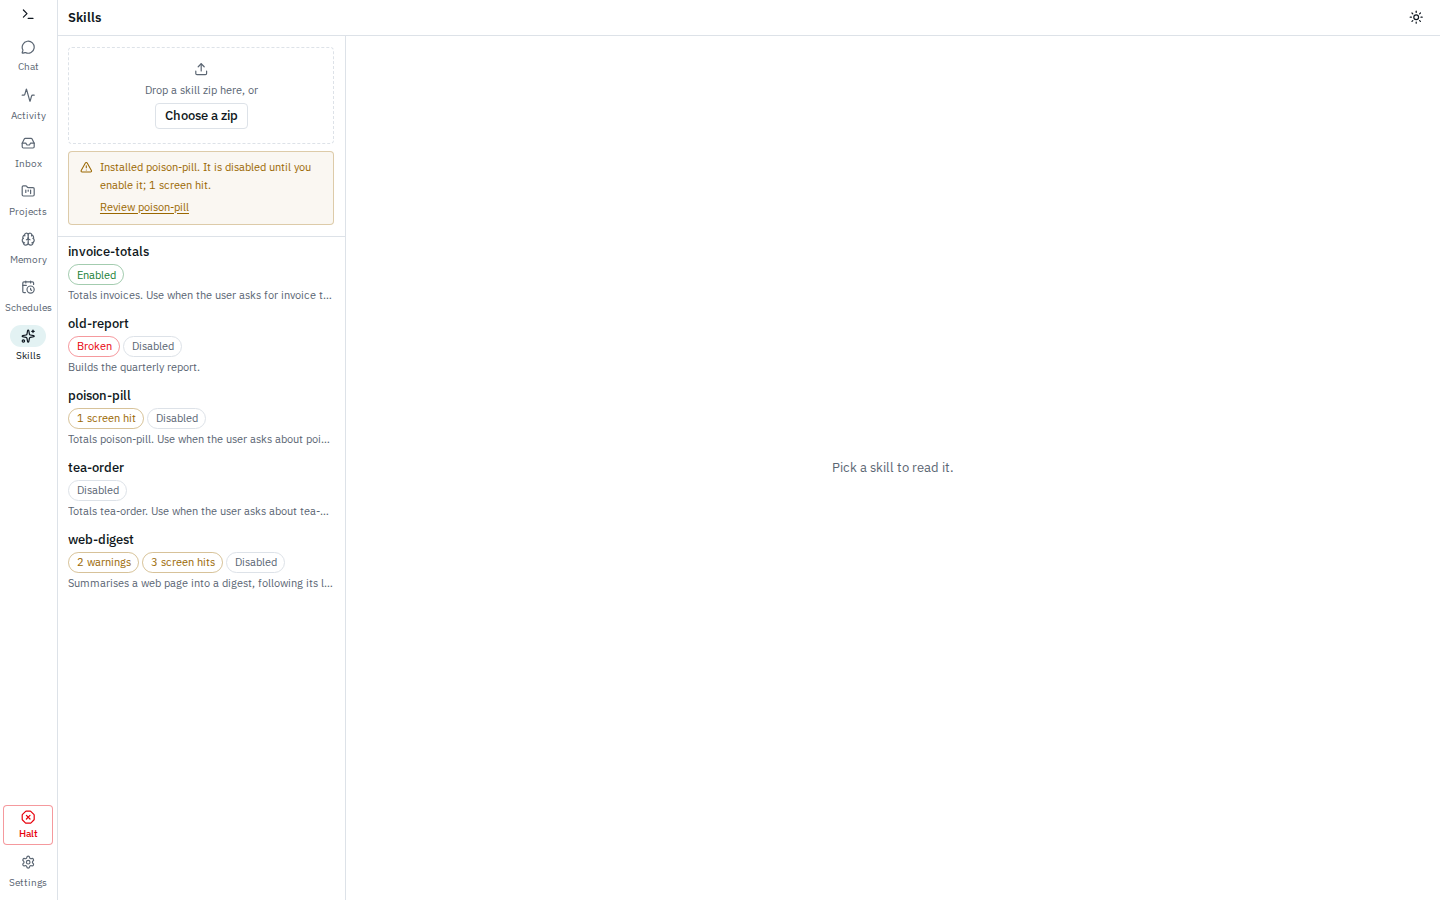 Skills
Chat
Activity
Inbox
Projects
Memory
Schedules
Skills
Halt
Settings
Drop a skill zip here, or
Choose a zip
Installed poison-pill. It is disabled until you
enable it; 1 screen hit.
Review poison-pill
invoice-totals
Enabled
Totals invoices. Use when the user asks for invoice t...
old-report
Broken Disabled
Builds the quarterly report.
poison-pill
1 screen hit Disabled
Totals poison-pill. Use when the user asks about poi...
tea-order
Disabled
Totals tea-order. Use when the user asks about tea-...
web-digest
2 warnings 3 screen hits Disabled
Summarises a web page into a digest, following its l...
Pick a skill to read it.